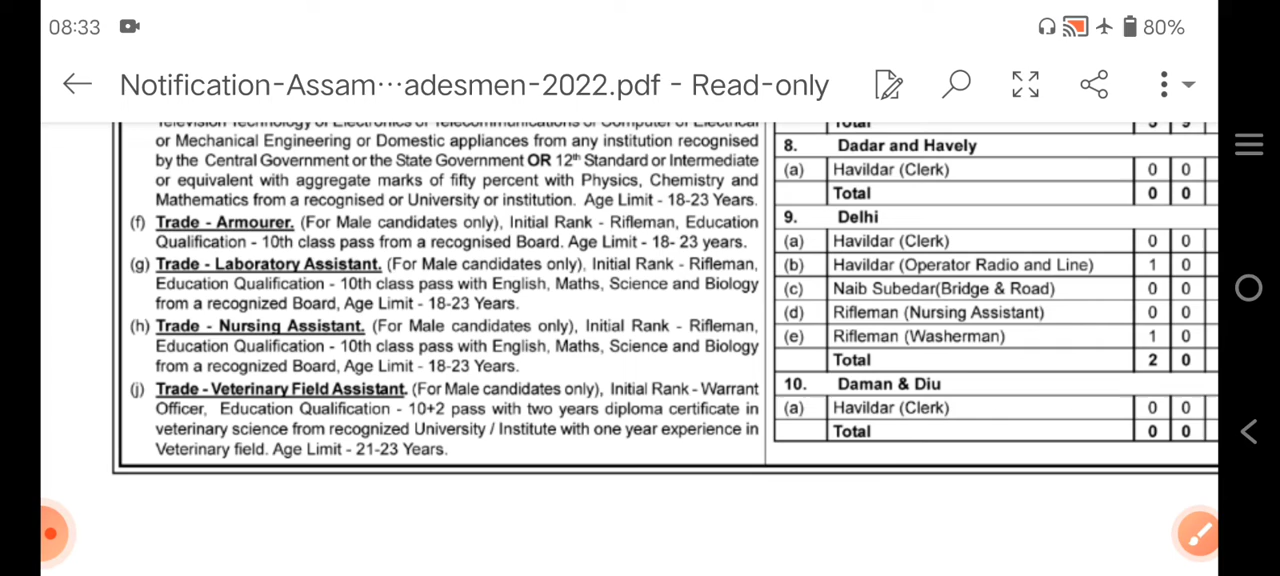 08:33
80%
Notification-Assam···adesmen-2022.pdf - Read-only
Television Technology or Electronics or Telecommunications or Computer or Electrical
or Mechanical Engineering or Domestic appliances from any institution recognised
by the Central Government or the State Government OR 12th Standard or Intermediate
or equivalent with aggregate marks of fifty percent with Physics, Chemistry and
Mathematics from a recognised or University or institution. Age Limit - 18-23 Years.
(f) Trade - Armourer. (For Male candidates only), Initial Rank - Rifleman, Education
Qualification - 10th class pass from a recognised Board. Age Limit - 18- 23 years.
(g) Trade - Laboratory Assistant. (For Male candidates only), Initial Rank - Rifleman,
Education Qualification - 10th class pass with English, Maths, Science and Biology
from a recognized Board, Age Limit - 18-23 Years.
(h) Trade - Nursing Assistant. (For Male candidates only), Initial Rank - Rifleman,
Education Qualification - 10th class pass with English, Maths, Science and Biology
from a recognized Board, Age Limit - 18-23 Years.
(j) Trade - Veterinary Field Assistant. (For Male candidates only), Initial Rank - Warrant
Officer, Education Qualification - 10+2 pass with two years diploma certificate in
veterinary science from recognized University / Institute with one year experience in
Veterinary field. Age Limit - 21-23 Years.
Total
8. Dadar and Havely
(a) Havildar (Clerk) 0 0
Total 0 0
9. Delhi
(a) Havildar (Clerk) 0 0
(b) Havildar (Operator Radio and Line) 1 0
(c) Naib Subedar(Bridge & Road) 0 0
(d) Rifleman (Nursing Assistant) 0 0
(e) Rifleman (Washerman) 1 0
Total 2 0
10. Daman & Diu
(a) Havildar (Clerk) 0 0
Total 0 0